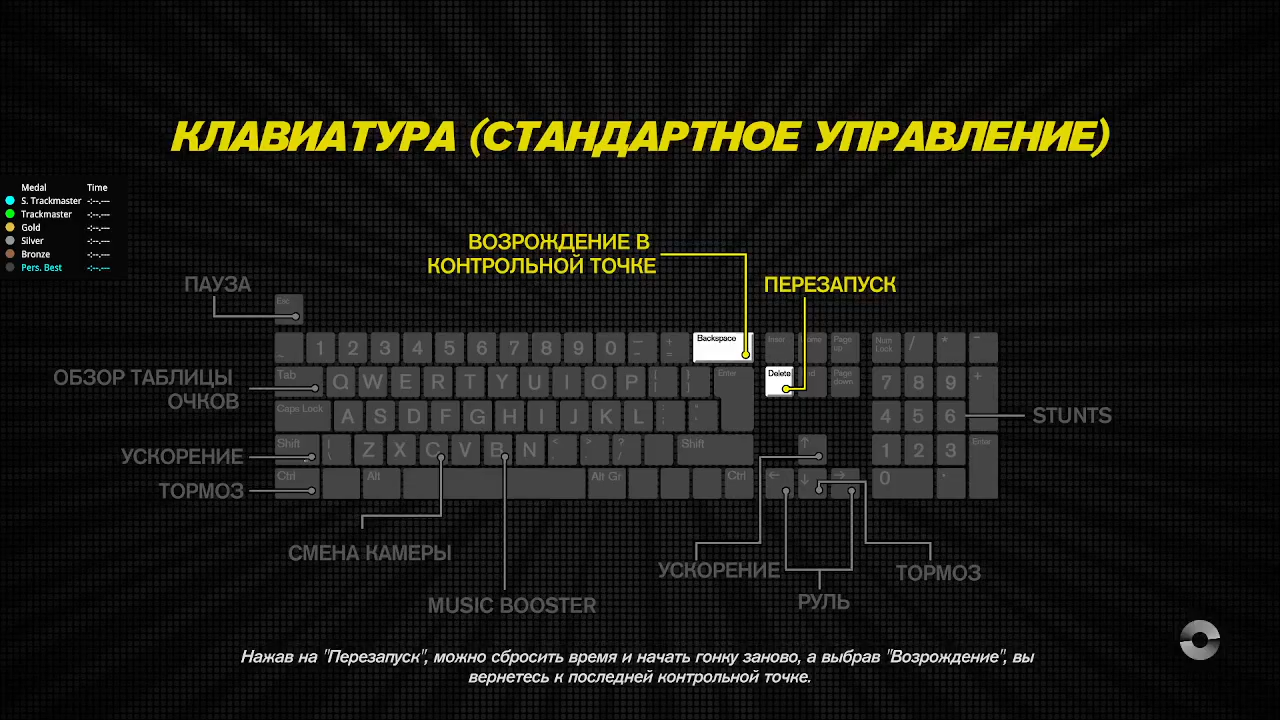 КЛАВИАТУРА (СТАНДАРТНОЕ УПРАВЛЕНИЕ)
Medal Time
S. Trackmaster -:--.---
Trackmaster -:--.---
Gold -:--.---
Silver -:--.---
Bronze -:--.---
Pers. Best -:--.---
ВОЗРОЖДЕНИЕ В
КОНТРОЛЬНОЙ ТОЧКЕ
ПАУЗА
ПЕРЕЗАПУСК
Esc
~ 1 2 3 4 5 6 7 8 9 0 Backspace
Page up
Num Lock / * -
ОБЗОР ТАБЛИЦЫ
ОЧКОВ
Tab Q W E R T Y U I O P Enter
Delete
Page down
7 8 9 +
Caps Lock A S D F G H I J K L
4 5 6
STUNTS
УСКОРЕНИЕ
Shift Z X C V B N Shift
↑
1 2 3 Enter
ТОРМОЗ
Ctrl Alt Alt Gr Ctrl
← ↓ →
0 .
СМЕНА КАМЕРЫ
УСКОРЕНИЕ
ТОРМОЗ
MUSIC BOOSTER
РУЛЬ
Нажав на "Перезапуск", можно сбросить время и начать гонку заново, а выбрав "Возрождение", вы
вернетесь к последней контрольной точке.